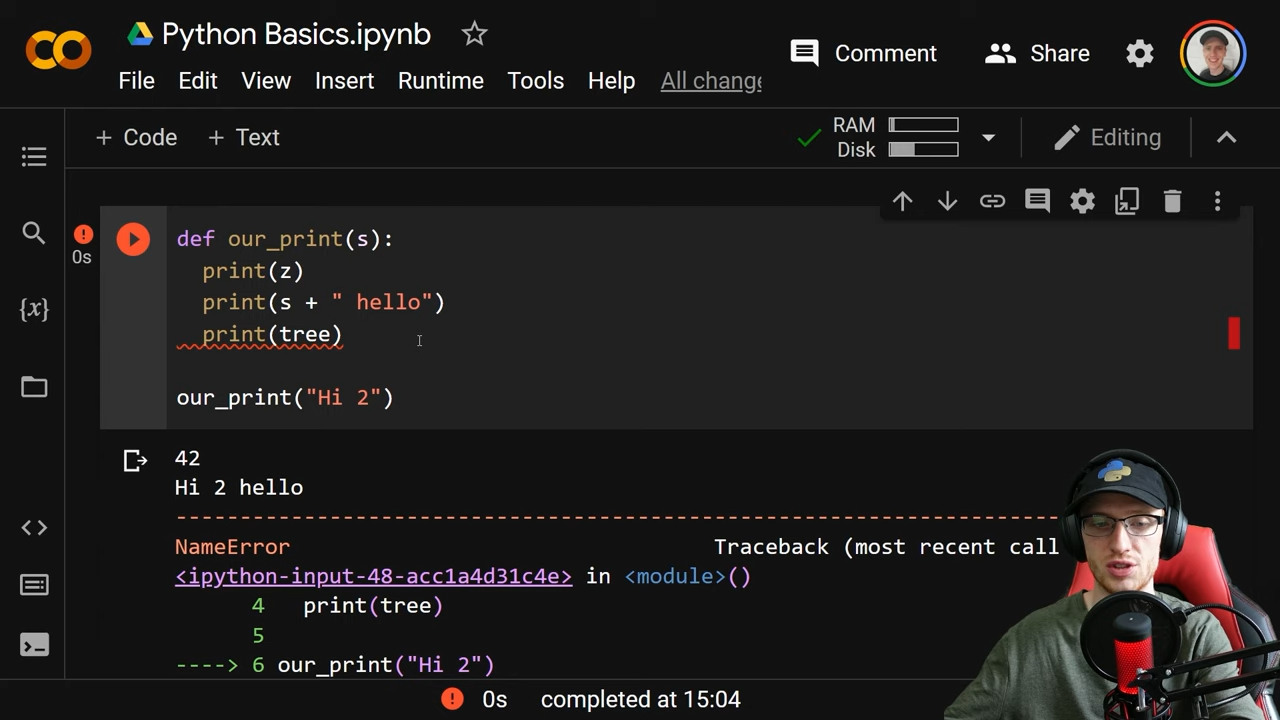 Python Basics.ipynb
Comment
Share
File Edit View Insert Runtime Tools Help All change
+ Code + Text
RAM
Disk
Editing
0s
def our_print(s):
  print(z)
  print(s + " hello")
  print(tree)
our_print("Hi 2")
{x}
42
Hi 2 hello
---------------------------------------------------------------------------
NameError Traceback (most recent call
<ipython-input-48-acc1a4d31c4e> in <module>()
4   print(tree)
5
----> 6 our_print("Hi 2")
0s completed at 15:04